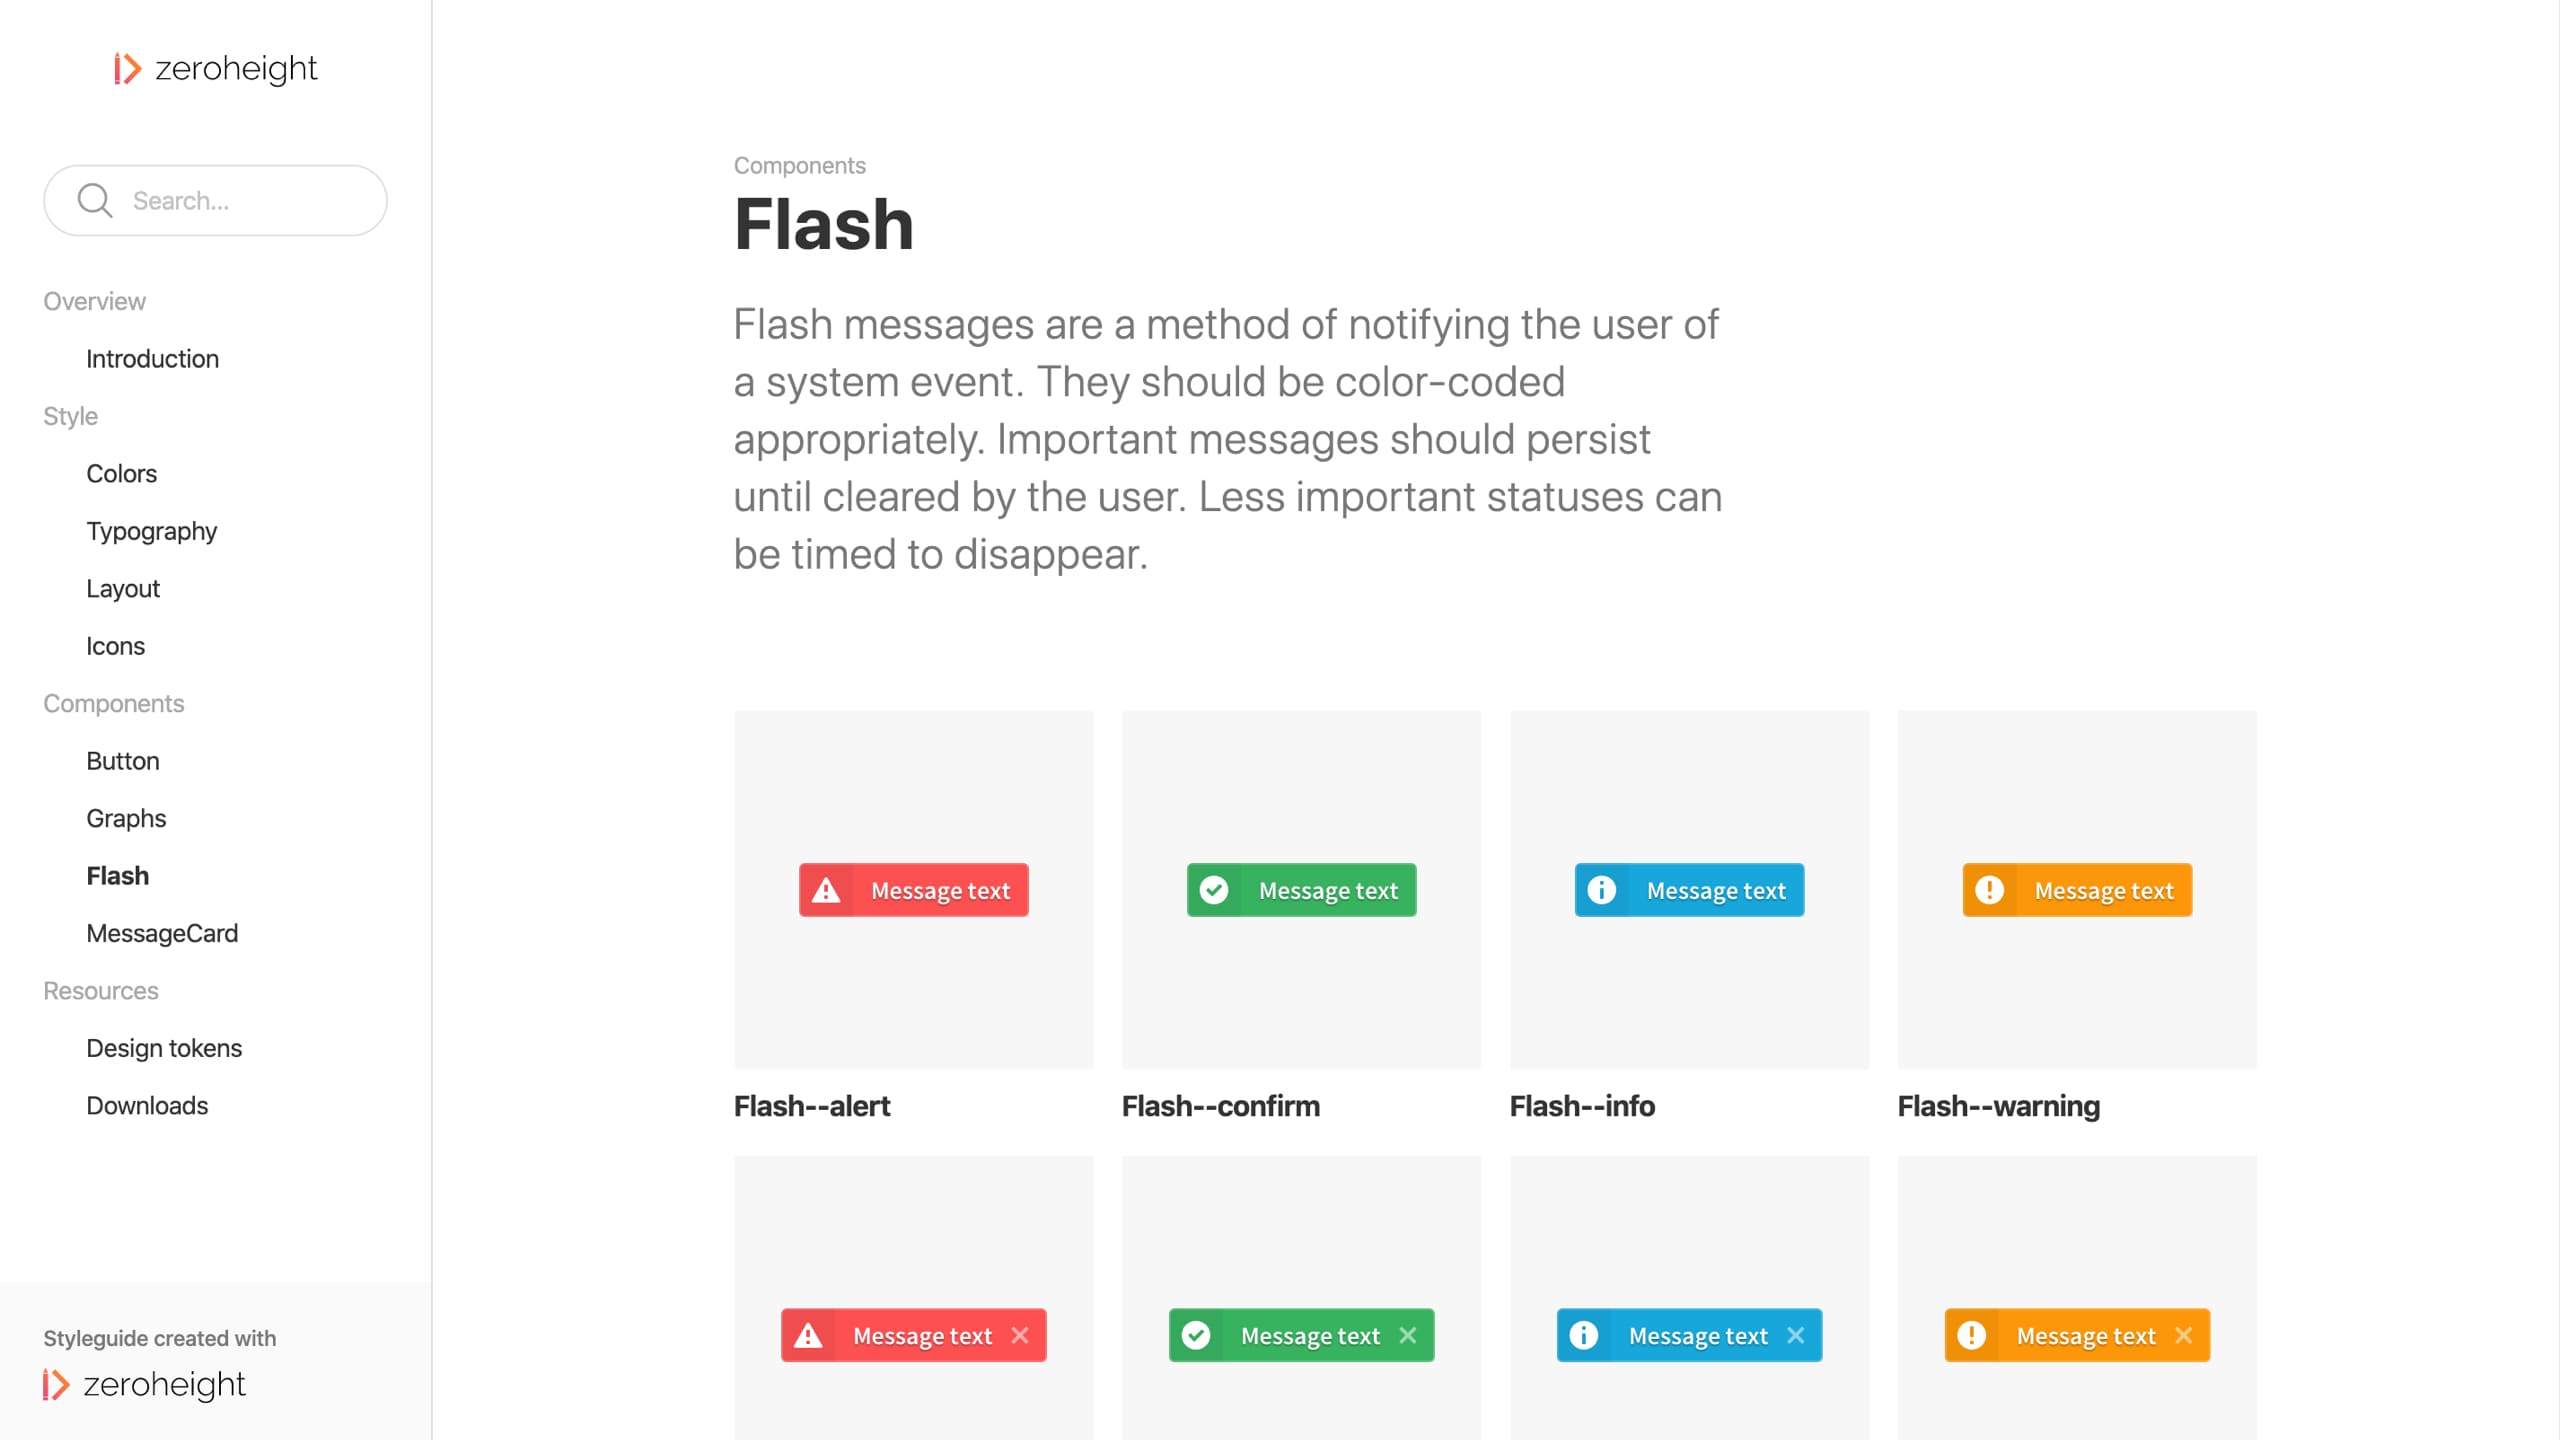 zeroheight
Search...
Overview
Introduction
Style
Colors
Typography
Layout
Icons
Components
Button
Graphs
Flash
MessageCard
Resources
Design tokens
Downloads
Styleguide created with
zeroheight
Components
Flash
Flash messages are a method of notifying the user of
a system event. They should be color-coded
appropriately. Important messages should persist
until cleared by the user. Less important statuses can
be timed to disappear.
Message text
Message text
Message text
Message text
Flash--alert
Flash--confirm
Flash--info
Flash--warning
Message text
Message text
Message text
Message text